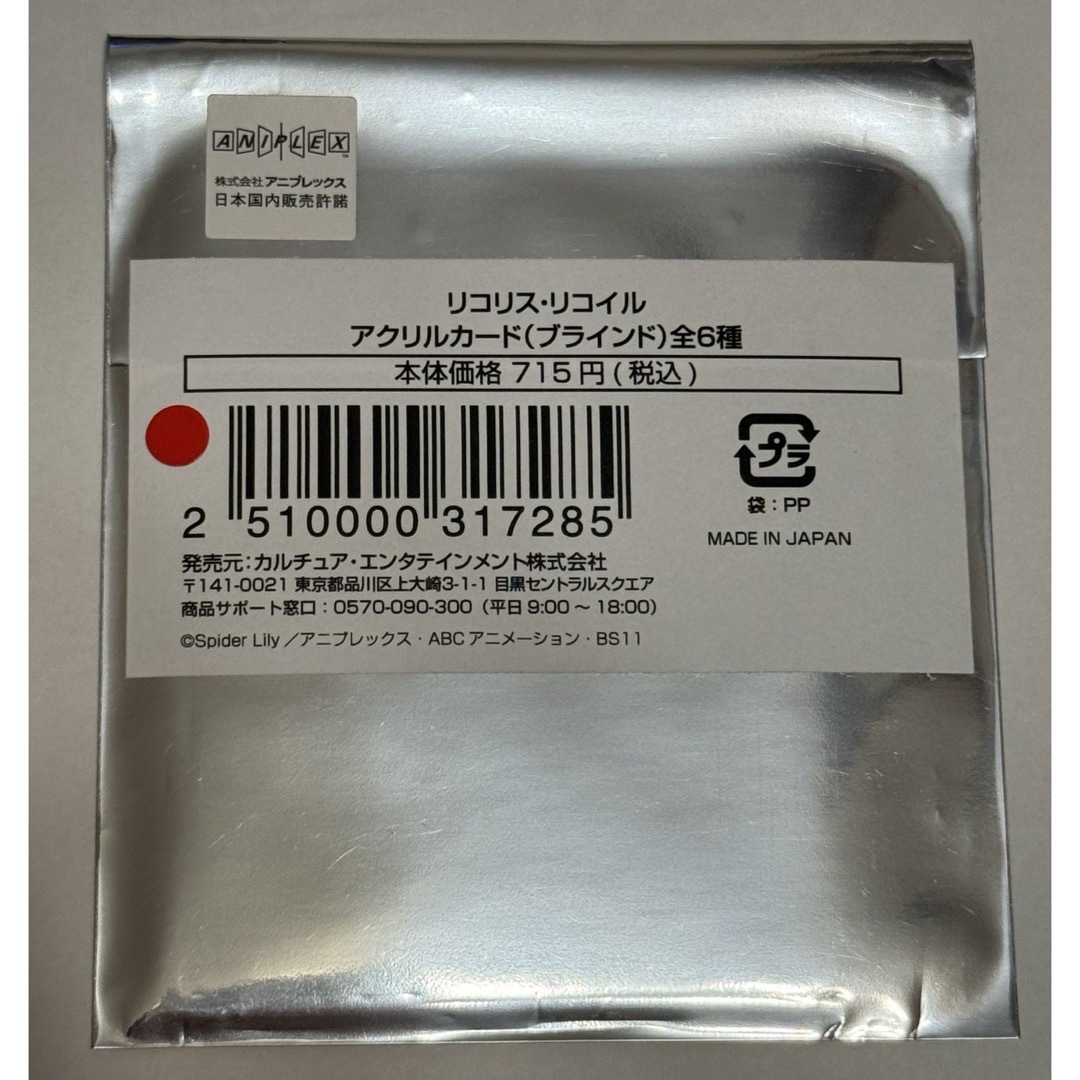 ANIPLEX™
株式会社 アニプレックス
日本国内販売許諾
リコリス・リコイル
アクリルカード(ブラインド)全6種
本体価格 715円(税込)
2 510000 317285
プラ
袋:PP
MADE IN JAPAN
発売元:カルチュア・エンタテインメント株式会社
〒141-0021 東京都品川区上大崎3-1-1 目黒セントラルスクエア
商品サポート窓口:0570-090-300(平日9:00~18:00)
©Spider Lily/アニプレックス・ABCアニメーション・BS11